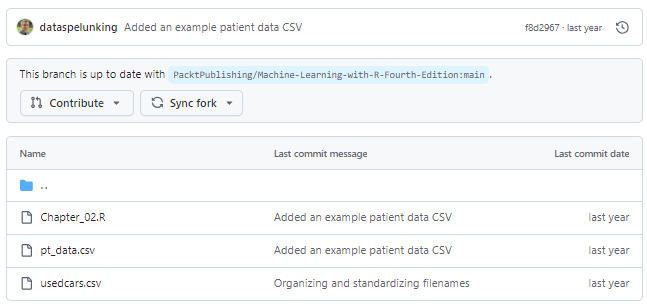 dataspelunking Added an example patient data CSV f8d2967 · last year
This branch is up to date with PacktPublishing/Machine-Learning-with-R-Fourth-Edition:main .
Contribute Sync fork
Name Last commit message Last commit date
..
Chapter_02.R Added an example patient data CSV last year
pt_data.csv Added an example patient data CSV last year
usedcars.csv Organizing and standardizing filenames last year